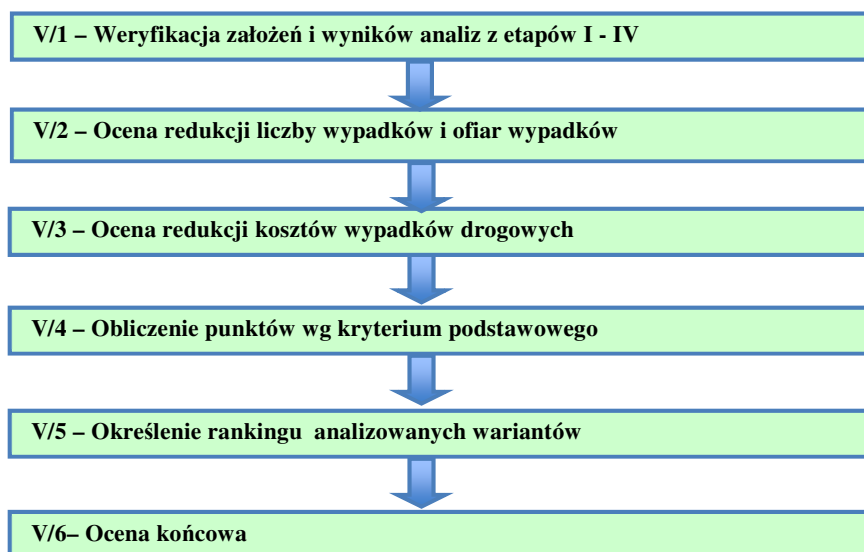 V/1 – Weryfikacja założeń i wyników analiz z etapów I - IV
V/2 – Ocena redukcji liczby wypadków i ofiar wypadków
V/3 – Ocena redukcji kosztów wypadków drogowych
V/4 – Obliczenie punktów wg kryterium podstawowego
V/5 – Określenie rankingu analizowanych wariantów
V/6– Ocena końcowa